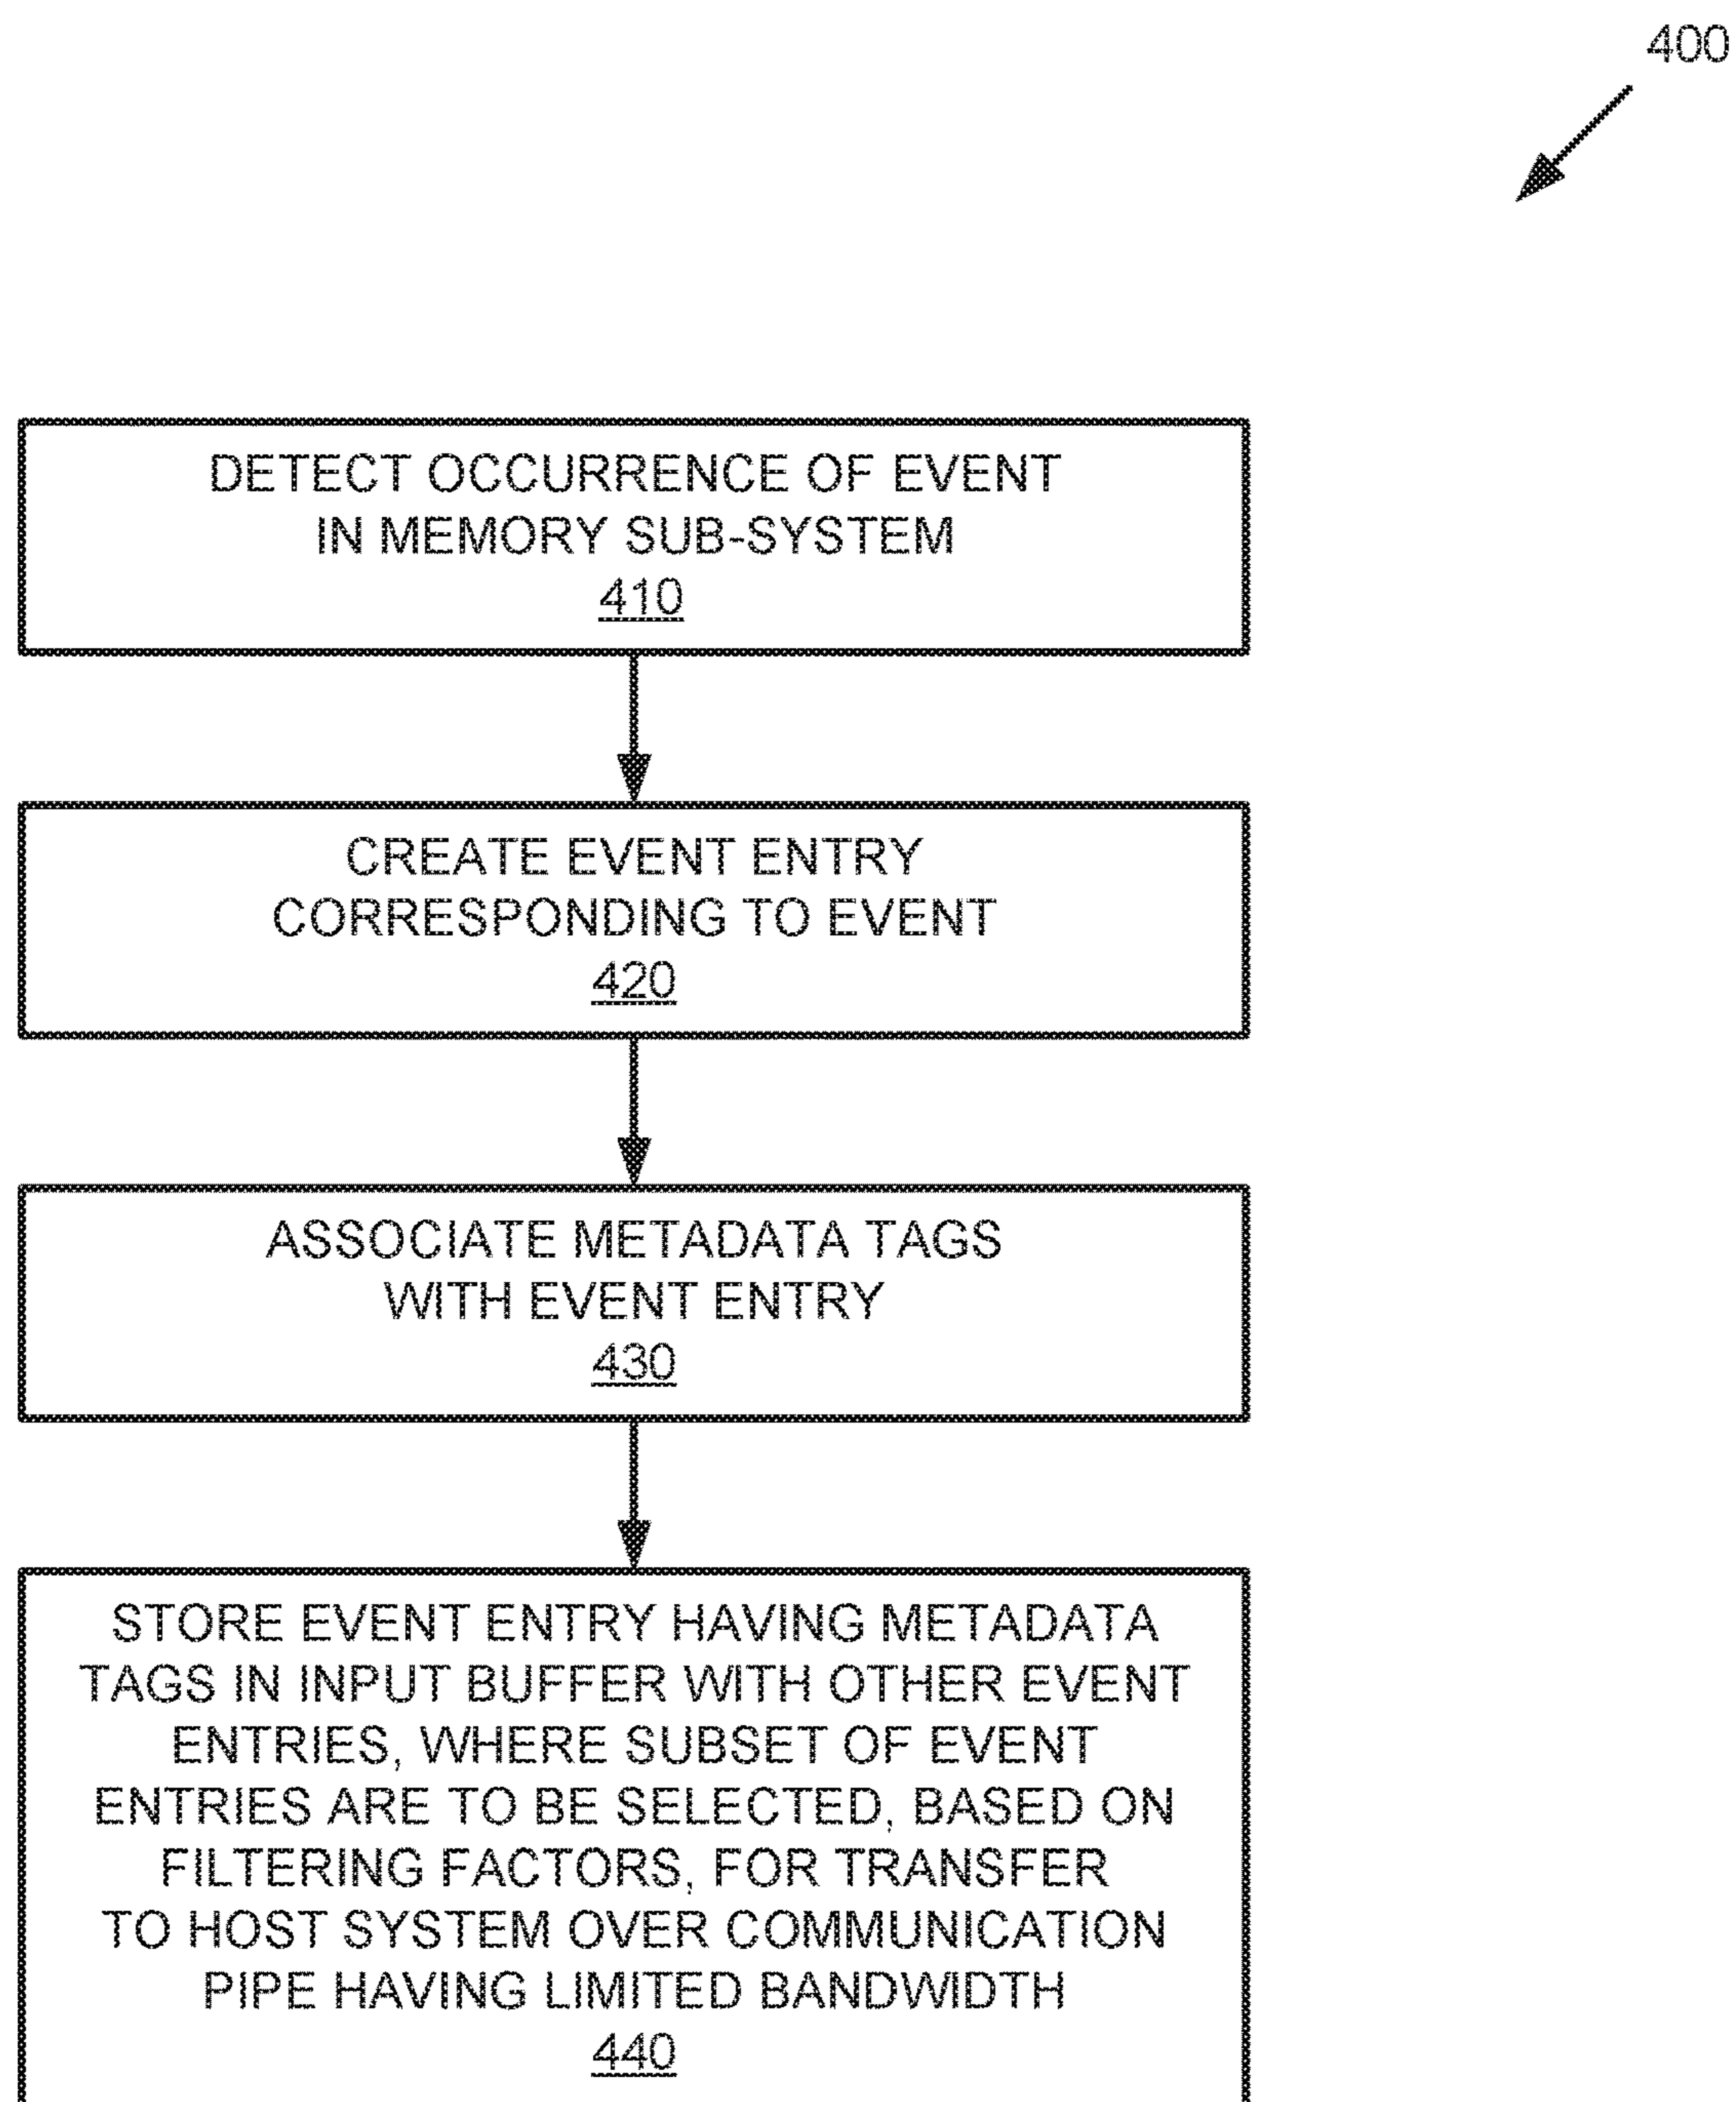 400
DETECT OCCURRENCE OF EVENT
IN MEMORY SUB-SYSTEM
410
CREATE EVENT ENTRY
CORRESPONDING TO EVENT
420
ASSOCIATE METADATA TAGS
WITH EVENT ENTRY
430
STORE EVENT ENTRY HAVING METADATA
TAGS IN INPUT BUFFER WITH OTHER EVENT
ENTRIES, WHERE SUBSET OF EVENT
ENTRIES ARE TO BE SELECTED, BASED ON
FILTERING FACTORS, FOR TRANSFER
TO HOST SYSTEM OVER COMMUNICATION
PIPE HAVING LIMITED BANDWIDTH
440